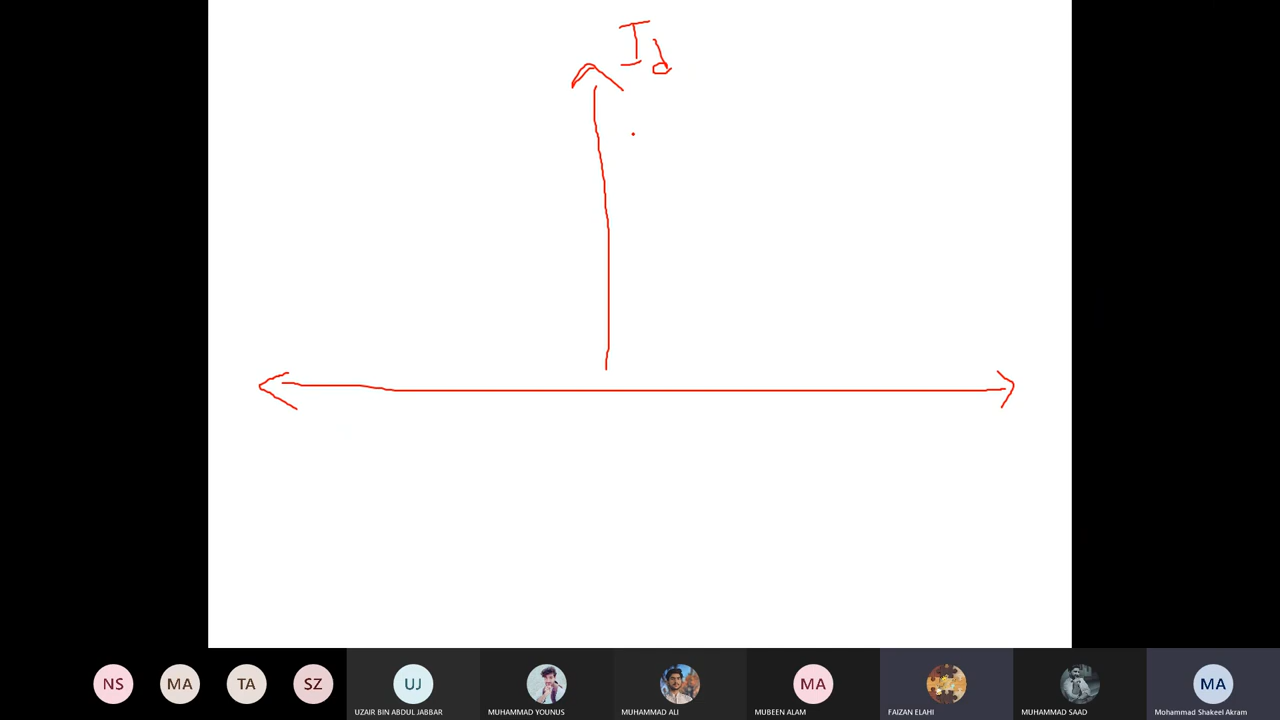 Id
NS
MA
TA
SZ
UJ
MA
MA
UZAIR BIN ABDUL JABBAR
MUHAMMAD YOUNUS
MUHAMMAD ALI
MUBEEN ALAM
FAIZAN ELAHI
MUHAMMAD SAAD
Mohammad Shakeel Akram